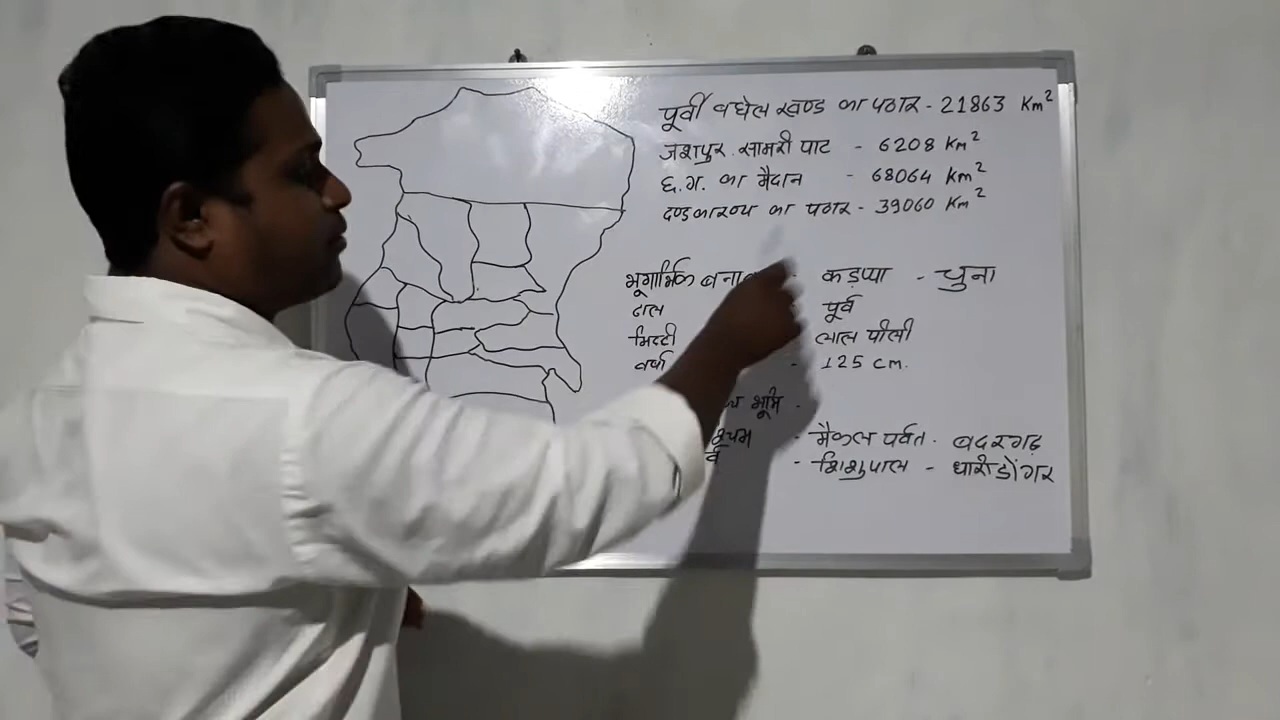 पूर्वी वघेल खण्ड का पठार - 21863 Km²
जशपुर सामरी पाट - 6208 Km²
छ.ग. का मैदान - 68064 Km²
दण्डकारण्य का पठार - 39060 Km²
भूगार्भिक - कड़प्पा - चुना
ढाल पूर्व
मिट्टी लाल पीली
वर्षा - 125 cm.
भूमि -
- मैकल पर्वत - बदरगढ़
- शिशुपाल - धारीडोंगर